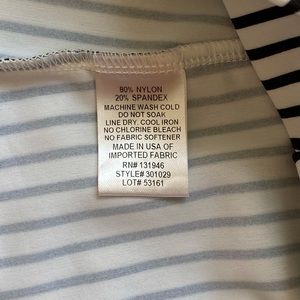 80% NYLON
20% SPANDEX
MACHINE WASH COLD
DO NOT SOAK
LINE DRY. COOL IRON
NO CHLORINE BLEACH
NO FABRIC SOFTENER
MADE IN USA OF
IMPORTED FABRIC
RN# 131946
STYLE# 301029
LOT# 53161